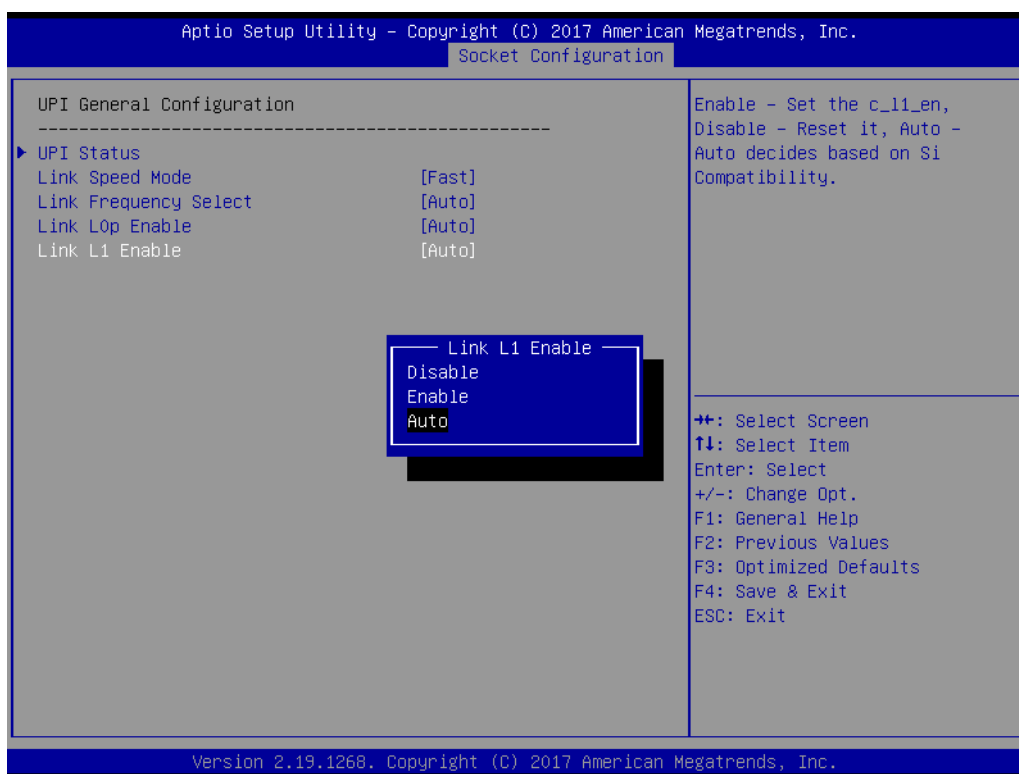 Aptio Setup Utility – Copyright (C) 2017 American Megatrends, Inc.
Socket Configuration
UPI General Configuration
--------------------------------------------------
▶ UPI Status
Link Speed Mode [Fast]
Link Frequency Select [Auto]
Link L0p Enable [Auto]
Link L1 Enable [Auto]
Link L1 Enable
Disable
Enable
Auto
Enable – Set the c_l1_en,
Disable – Reset it, Auto –
Auto decides based on Si
Compatibility.
→←: Select Screen
↑↓: Select Item
Enter: Select
+/-: Change Opt.
F1: General Help
F2: Previous Values
F3: Optimized Defaults
F4: Save & Exit
ESC: Exit
Version 2.19.1268. Copyright (C) 2017 American Megatrends, Inc.